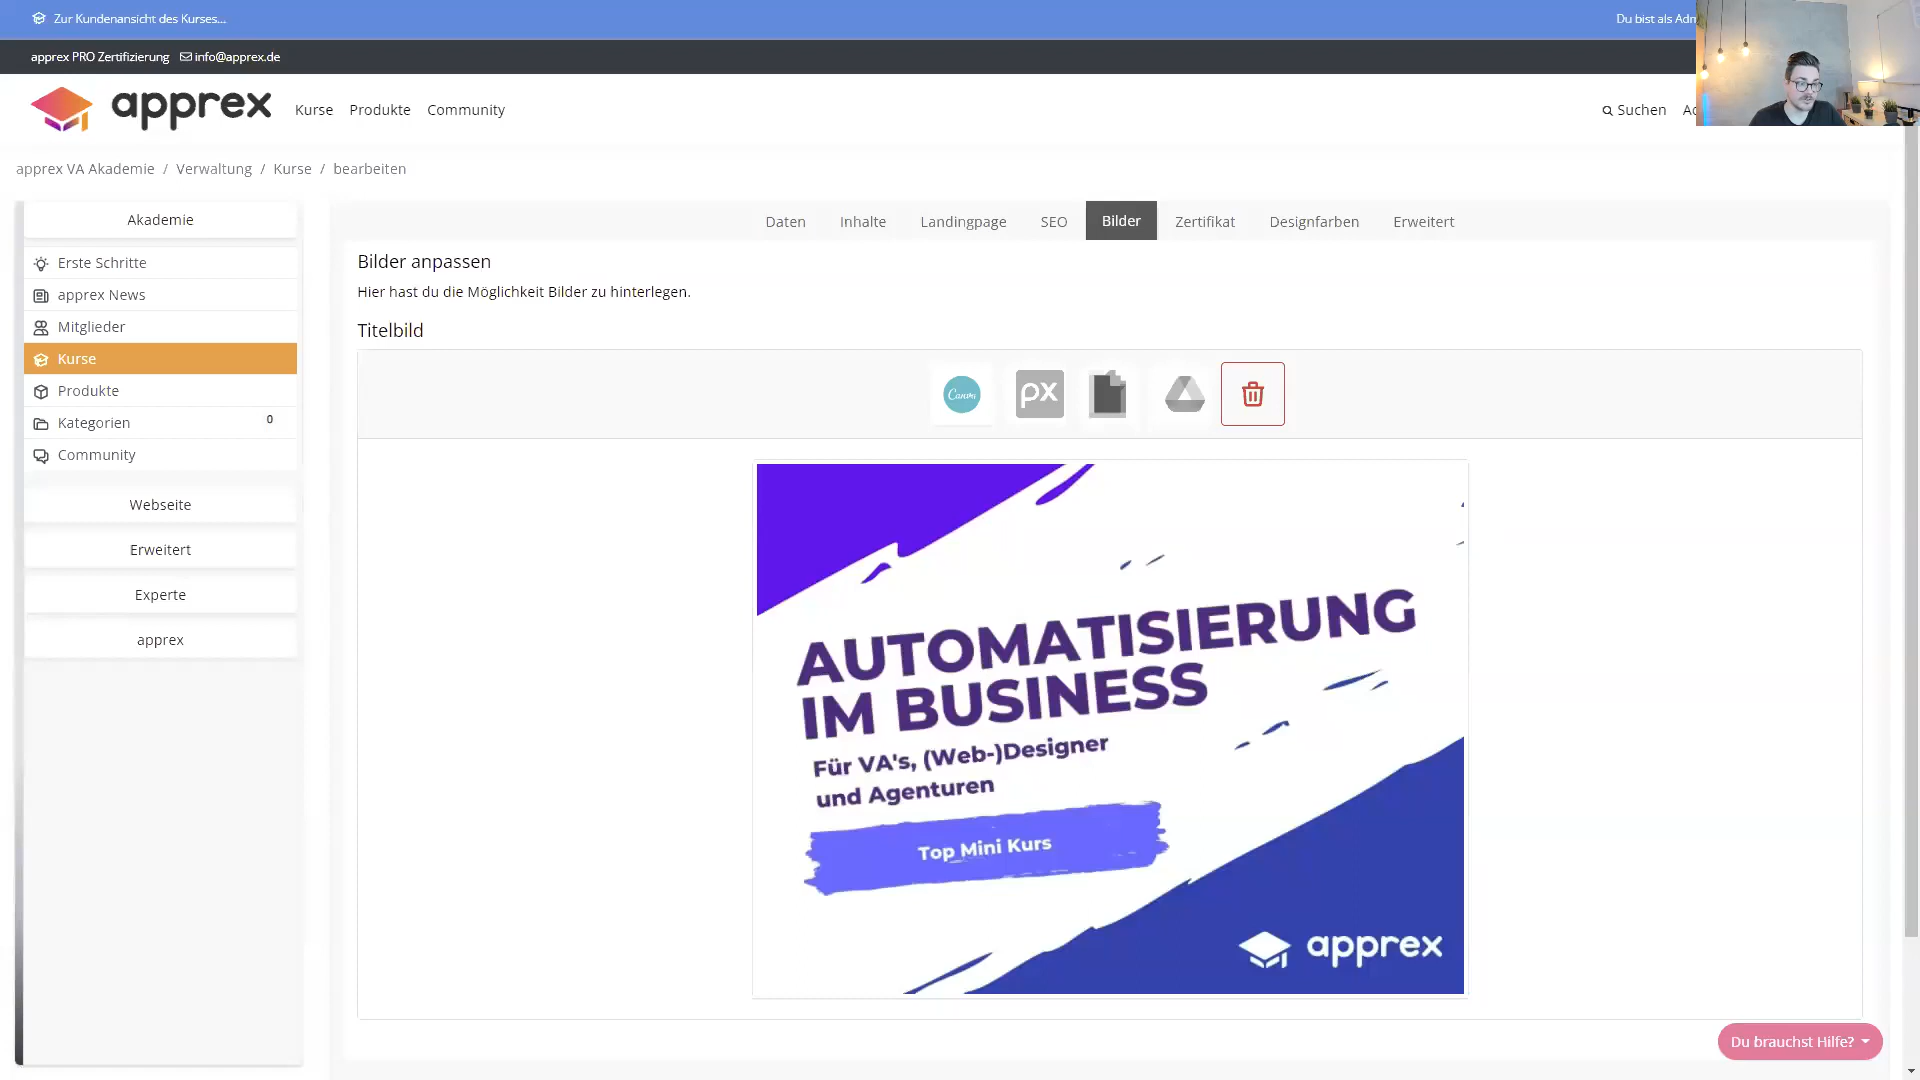 Zur Kundenansicht des Kurses...
Du bist als Adm
apprex PRO Zertifizierung info@apprex.de
apprex
Kurse Produkte Community
Suchen
apprex VA Akademie / Verwaltung / Kurse / bearbeiten
Akademie
Erste Schritte
apprex News
Mitglieder
Kurse
Produkte
Kategorien 0
Community
Webseite
Erweitert
Experte
apprex
Daten Inhalte Landingpage SEO Bilder Zertifikat Designfarben Erweitert
Bilder anpassen
Hier hast du die Möglichkeit Bilder zu hinterlegen.
Titelbild
Canva px
AUTOMATISIERUNG
IM BUSINESS
Für VA's, (Web-)Designer
und Agenturen
Top Mini Kurs
apprex
Du brauchst Hilfe?